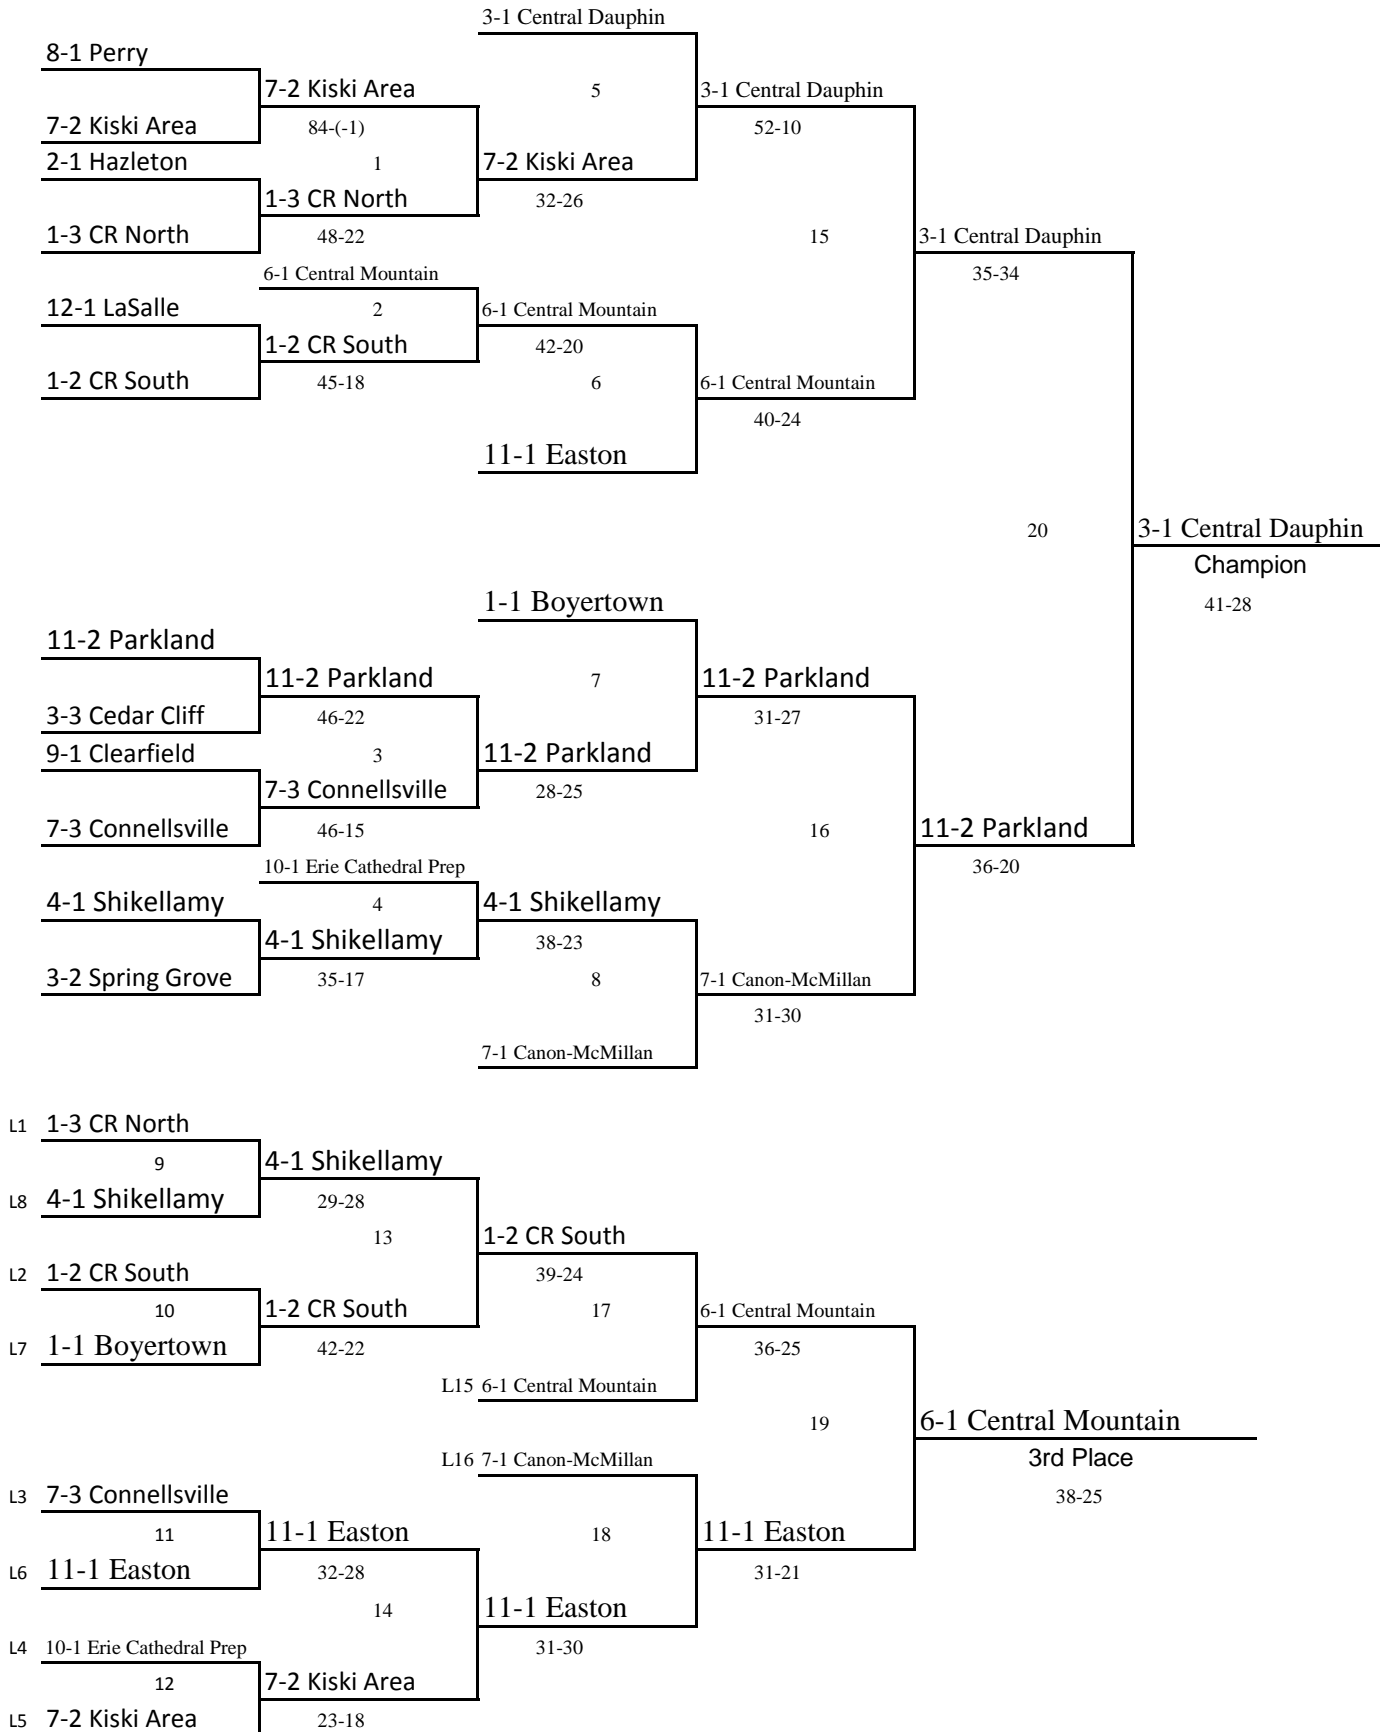 3-1 Central Dauphin
8-1 Perry
7-2 Kiski Area
5
3-1 Central Dauphin
7-2 Kiski Area
84-(-1)
52-10
2-1 Hazleton
1
7-2 Kiski Area
1-3 CR North
32-26
1-3 CR North
48-22
15
3-1 Central Dauphin
6-1 Central Mountain
35-34
12-1 LaSalle
2
6-1 Central Mountain
1-2 CR South
42-20
1-2 CR South
45-18
6
6-1 Central Mountain
40-24
11-1 Easton
20
3-1 Central Dauphin
Champion
1-1 Boyertown
41-28
11-2 Parkland
11-2 Parkland
7
11-2 Parkland
3-3 Cedar Cliff
46-22
31-27
9-1 Clearfield
3
11-2 Parkland
7-3 Connellsville
28-25
7-3 Connellsville
46-15
16
11-2 Parkland
10-1 Erie Cathedral Prep
36-20
4-1 Shikellamy
4
4-1 Shikellamy
4-1 Shikellamy
38-23
3-2 Spring Grove
35-17
8
7-1 Canon-McMillan
31-30
7-1 Canon-McMillan
L1 1-3 CR North
9
4-1 Shikellamy
L8 4-1 Shikellamy
29-28
13
1-2 CR South
L2 1-2 CR South
39-24
10
1-2 CR South
17
6-1 Central Mountain
L7 1-1 Boyertown
42-22
36-25
L15 6-1 Central Mountain
19
6-1 Central Mountain
L16 7-1 Canon-McMillan
3rd Place
L3 7-3 Connellsville
38-25
11
11-1 Easton
18
11-1 Easton
L6 11-1 Easton
32-28
31-21
14
11-1 Easton
L4 10-1 Erie Cathedral Prep
31-30
12
7-2 Kiski Area
L5 7-2 Kiski Area
23-18